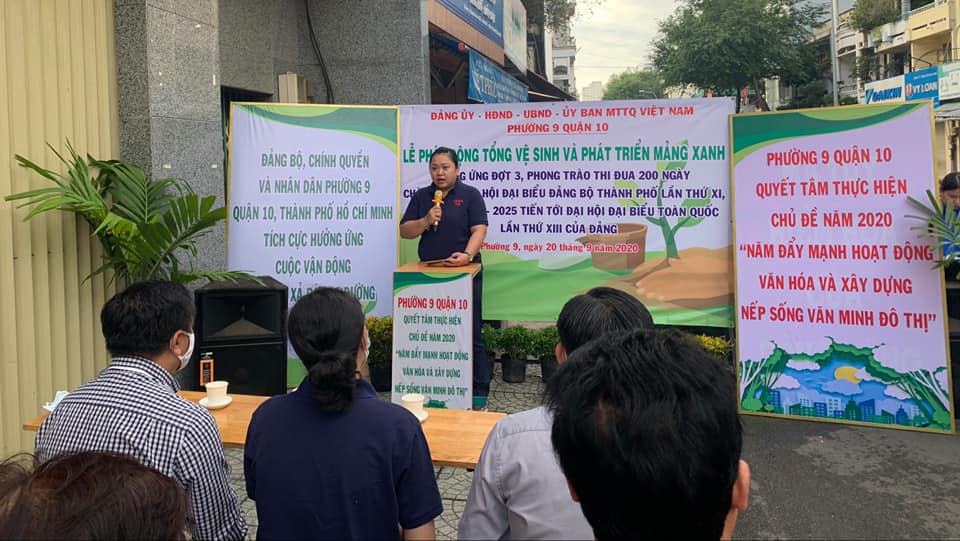 ĐẢNG BỘ, CHÍNH QUYỀN
VÀ NHÂN DÂN PHƯỜNG 9
QUẬN 10, THÀNH PHỐ HỒ CHÍ MINH
TÍCH CỰC HƯỞNG ỨNG
CUỘC VẬN ĐỘNG
XẢ
ĐẢNG ỦY - HĐND - UBND - ỦY BAN MTTQ VIỆT NAM
PHƯỜNG 9 QUẬN 10
LỄ PH ĐỘNG TỔNG VỆ SINH VÀ PHÁT TRIỂN MẢNG XANH
NG ỨNG ĐỢT 3, PHONG TRÀO THI ĐUA 200 NGÀY
CH HỘI ĐẠI BIỂU ĐẢNG BỘ THÀNH PHỐ LẦN THỨ XI,
- 2025 TIẾN TỚI ĐẠI HỘI ĐẠI BIỂU TOÀN QUỐC
LẦN THỨ XIII CỦA ĐẢNG
Phường 9, ngày 20 tháng 9 năm 2020
PHƯỜNG 9 QUẬN 10
QUYẾT TÂM THỰC HIỆN
CHỦ ĐỀ NĂM 2020
"NĂM ĐẨY MẠNH HOẠT ĐỘNG
VĂN HÓA VÀ XÂY DỰNG
NẾP SỐNG VĂN MINH ĐÔ THỊ"
PHƯỜNG 9 QUẬN 10
QUYẾT TÂM THỰC HIỆN
CHỦ ĐỀ NĂM 2020
"NĂM ĐẨY MẠNH HOẠT ĐỘNG
VĂN HÓA VÀ XÂY DỰNG
NẾP SỐNG VĂN MINH ĐÔ THỊ"
DAIKIN
VT LOAN